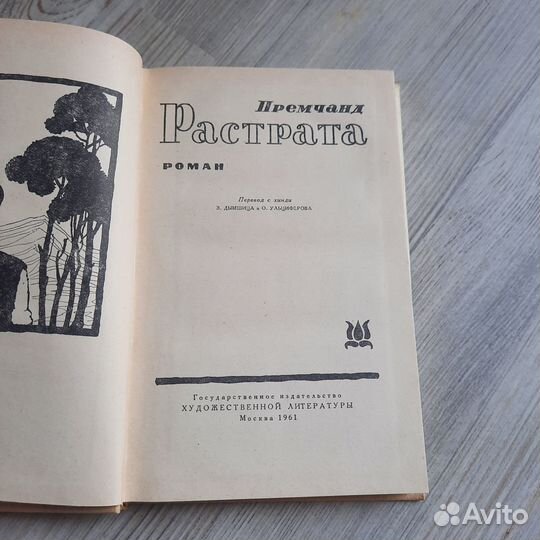 Премчанд
Растрата
РОМАН
Перевод с хинди
З. ДЫМШИЦА и О. УЛЬЦИФЕРОВА
Государственное издательство
ХУДОЖЕСТВЕННОЙ ЛИТЕРАТУРЫ
Москва 1961
Avito